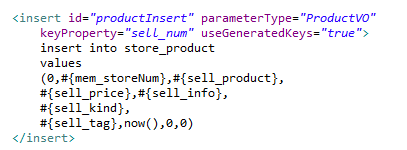 <insert id="productInsert" parameterType="ProductVO"
keyProperty="sell_num" useGeneratedKeys="true">
insert into store_product
values
(0,#{mem_storeNum},#{sell_product},
#{sell_price},#{sell_info},
#{sell_kind},
#{sell_tag},now(),0,0)
</insert>